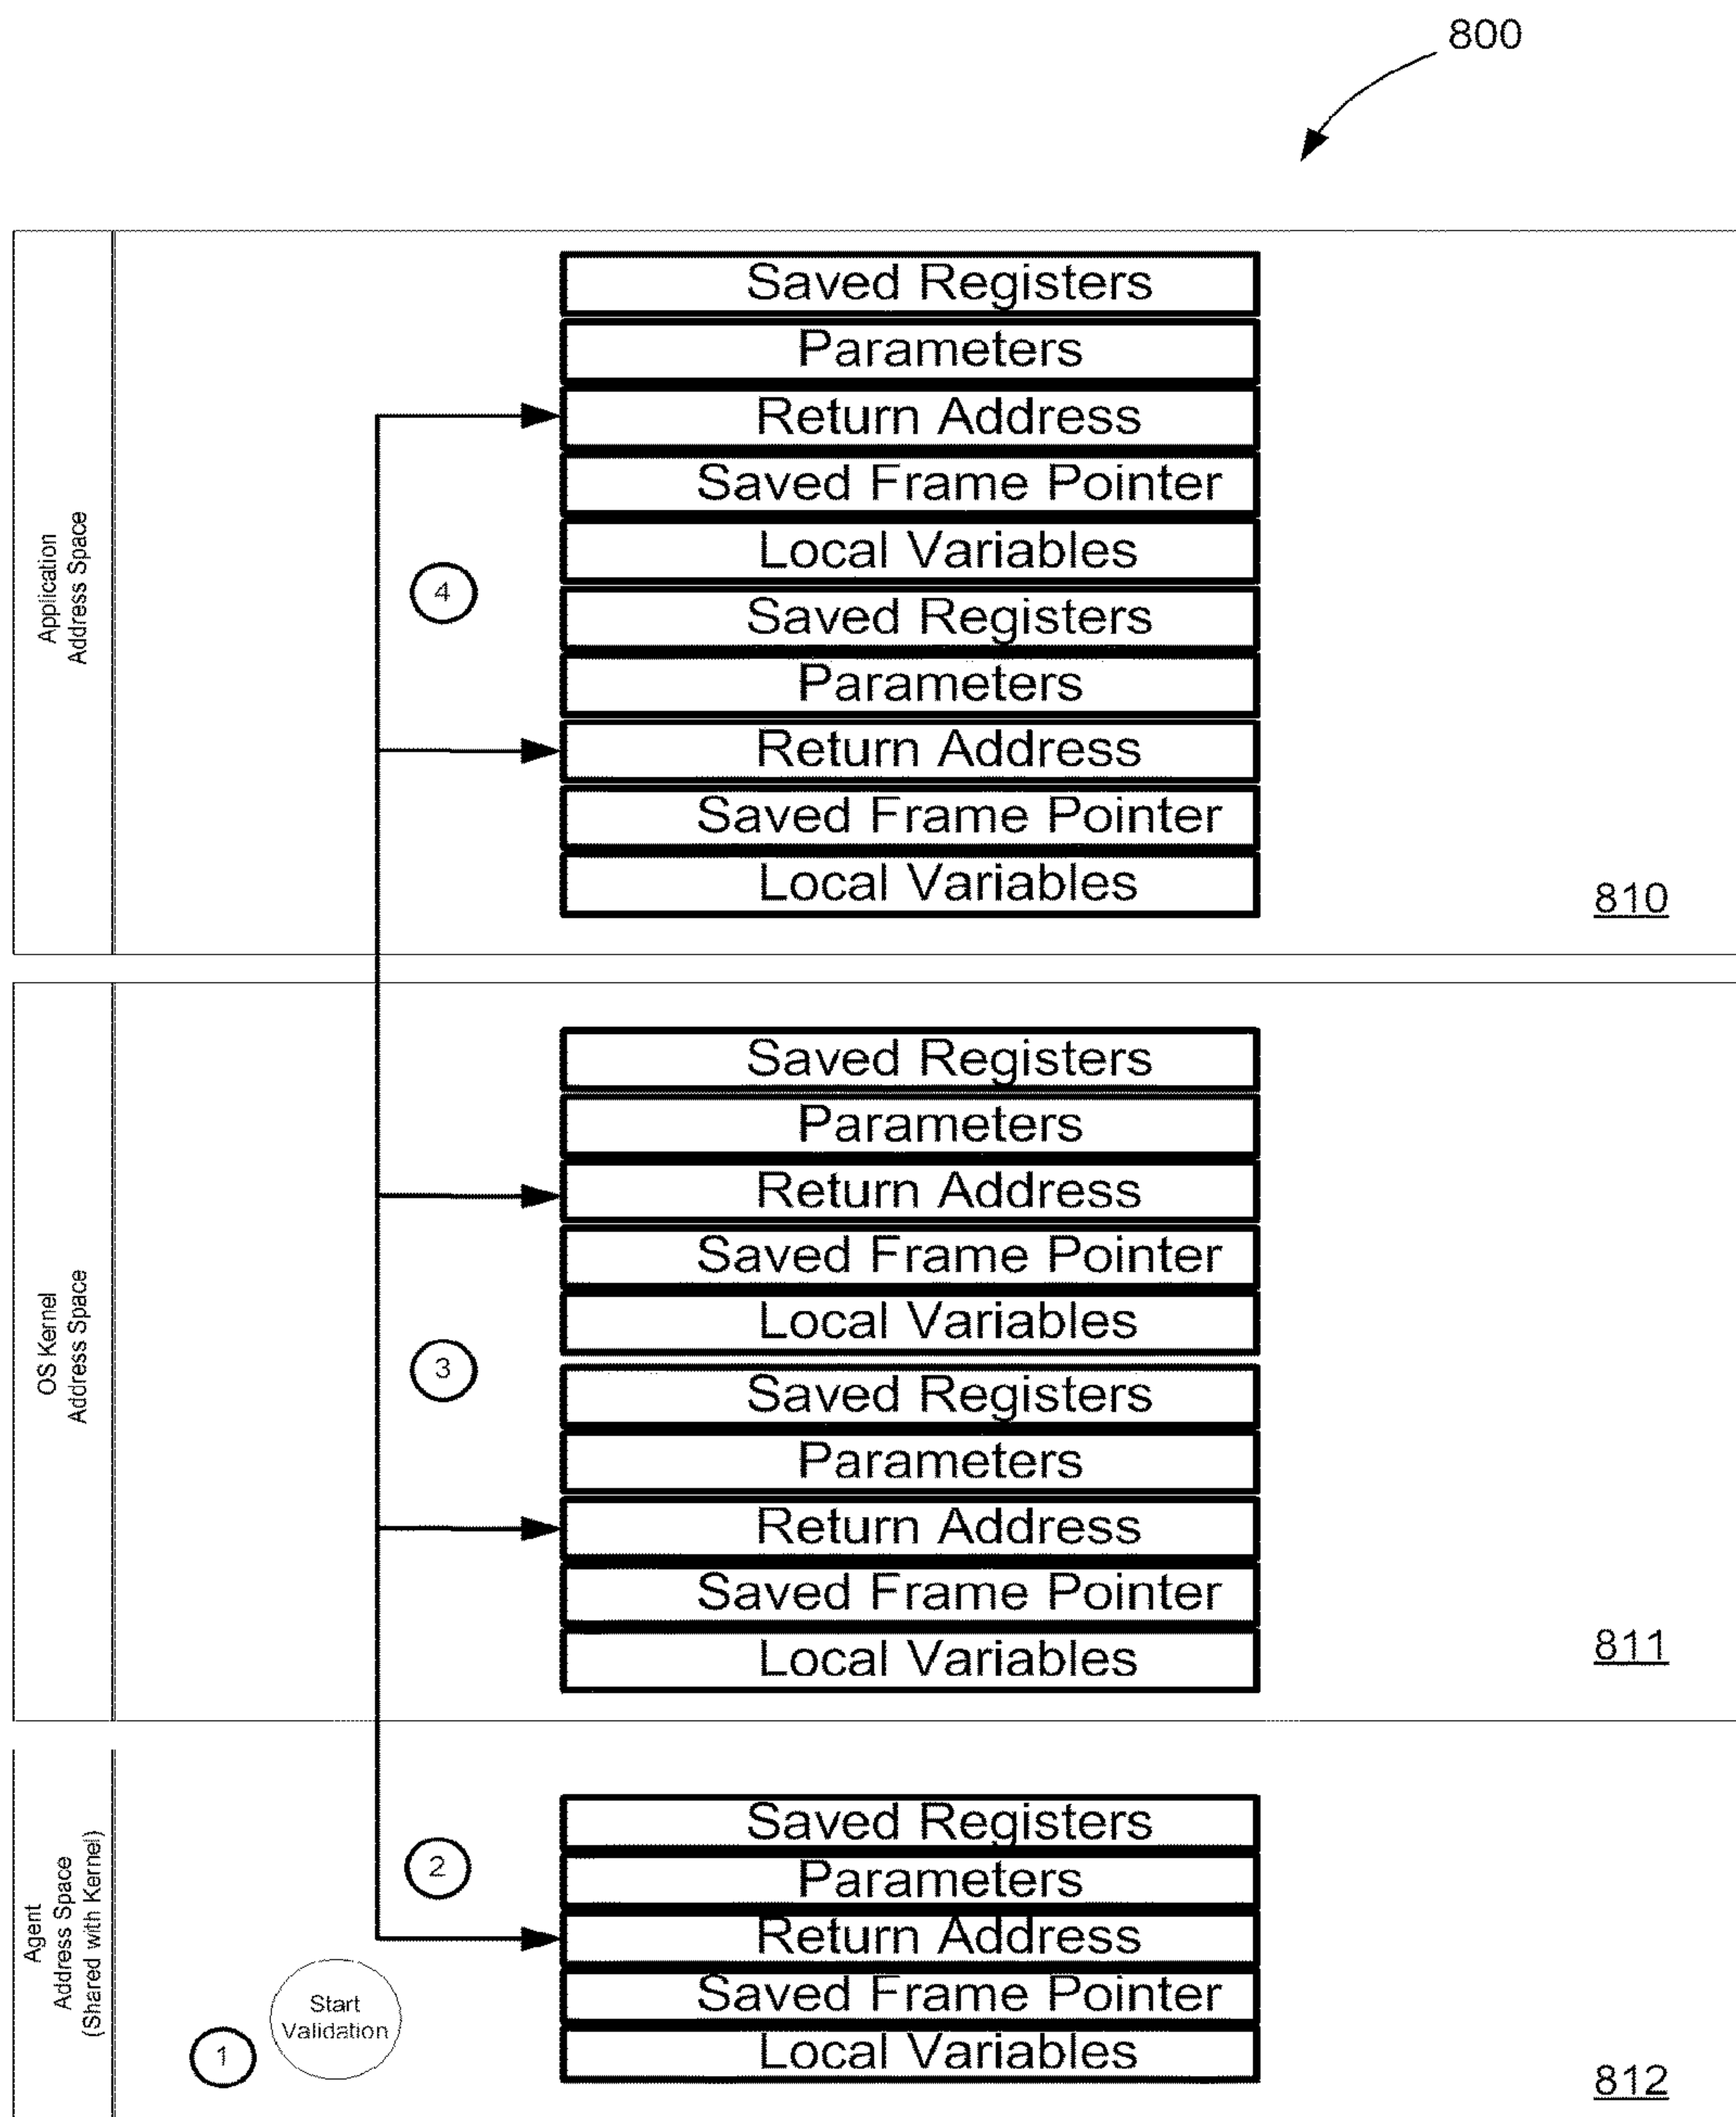 800
Application
Address Space
Saved Registers
Parameters
Return Address
Saved Frame Pointer
Local Variables
4
Saved Registers
Parameters
Return Address
Saved Frame Pointer
Local Variables
810
OS Kernel
Address Space
Saved Registers
Parameters
Return Address
Saved Frame Pointer
Local Variables
3
Saved Registers
Parameters
Return Address
Saved Frame Pointer
Local Variables
811
Agent
Address Space
(Shared with Kernel)
Saved Registers
2
Parameters
Return Address
Saved Frame Pointer
Start
Validation
1
Local Variables
812